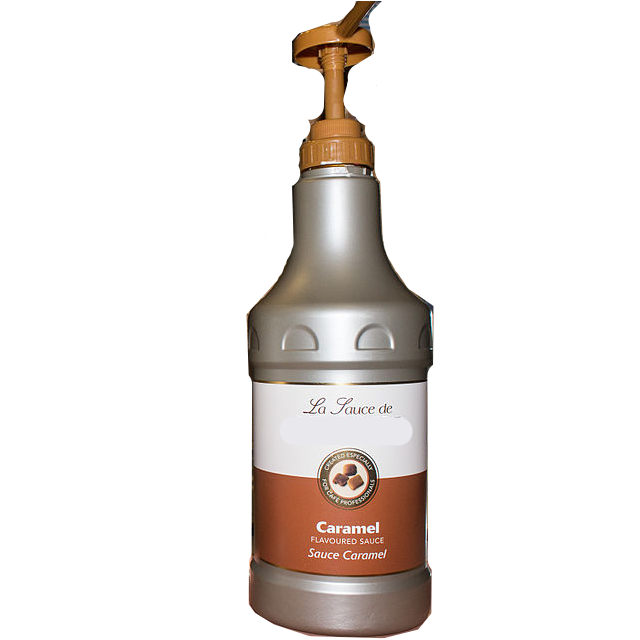 La Sauce de
CREATED ESPECIALLY
FOR CAFÉ PROFESSIONALS
Caramel
FLAVOURED SAUCE
Sauce Caramel